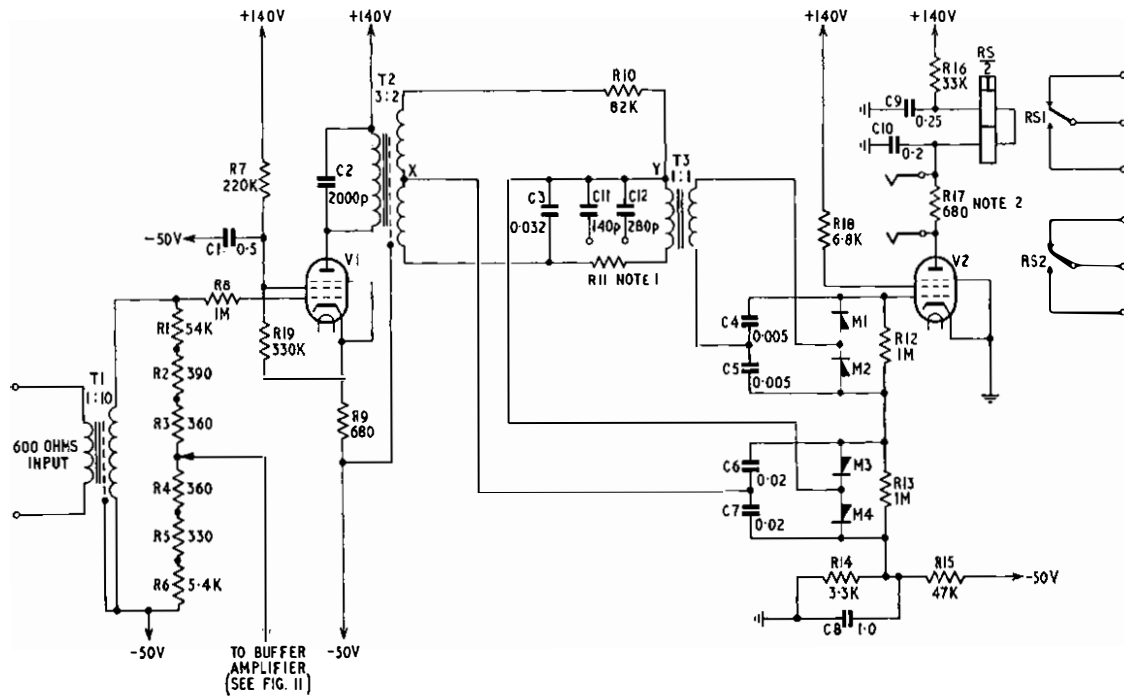 +140V
+140V
+140V
+140V
T2
3:2
R10
82K
R16
33K
RS
2
1
C9
0·25
RS1
C10
0·2
R7
220K
C2
2000p
X
Y
T3
1:1
C3
0·032
C11
140p
C12
280p
R17
680
NOTE 2
-50V
C1
0·5
V1
R11 NOTE 1
R18
6.8K
V2
RS2
R8
1M
R1
54K
R19
330K
C4
0·005
M1
R12
1M
T1
1:10
R2
390
C5
0·005
M2
R3
360
R9
680
600 OHMS
INPUT
R4
360
C6
0·02
M3
R13
1M
R5
330
C7
0·02
M4
R6
5·4K
R14
3·3K
R15
47K
-50V
C8
1·0
-50V
-50V
TO BUFFER
AMPLIFIER
(SEE FIG. 11)